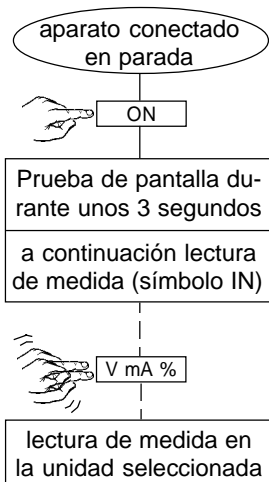 aparato conectado
en parada
ON
Prueba de pantalla du-
rante unos 3 segundos
a continuación lectura
de medida (símbolo IN)
V mA %
lectura de medida en
la unidad seleccionada